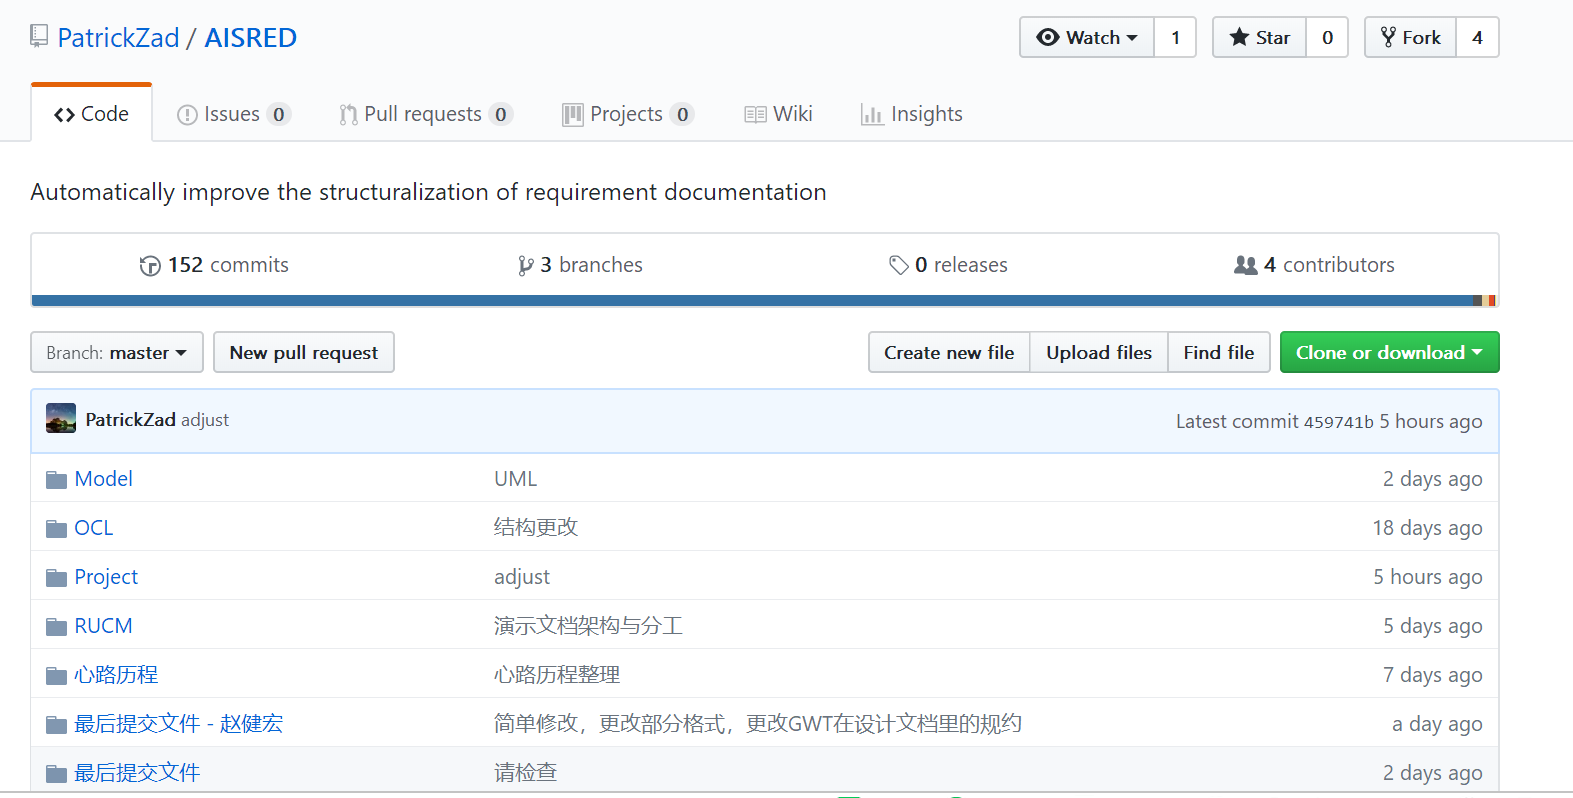 PatrickZad / AISRED Watch 1 Star 0 Fork 4
Code Issues 0 Pull requests 0 Projects 0 Wiki Insights
Automatically improve the structuralization of requirement documentation
152 commits 3 branches 0 releases 4 contributors
Branch: master New pull request Create new file Upload files Find file Clone or download
PatrickZad adjust Latest commit 459741b 5 hours ago
Model UML 2 days ago
OCL 结构更改 18 days ago
Project adjust 5 hours ago
RUCM 演示文档架构与分工 5 days ago
心路历程 心路历程整理 7 days ago
最后提交文件 - 赵健宏 简单修改，更改部分格式，更改GWT在设计文档里的规约 a day ago
最后提交文件 请检查 2 days ago